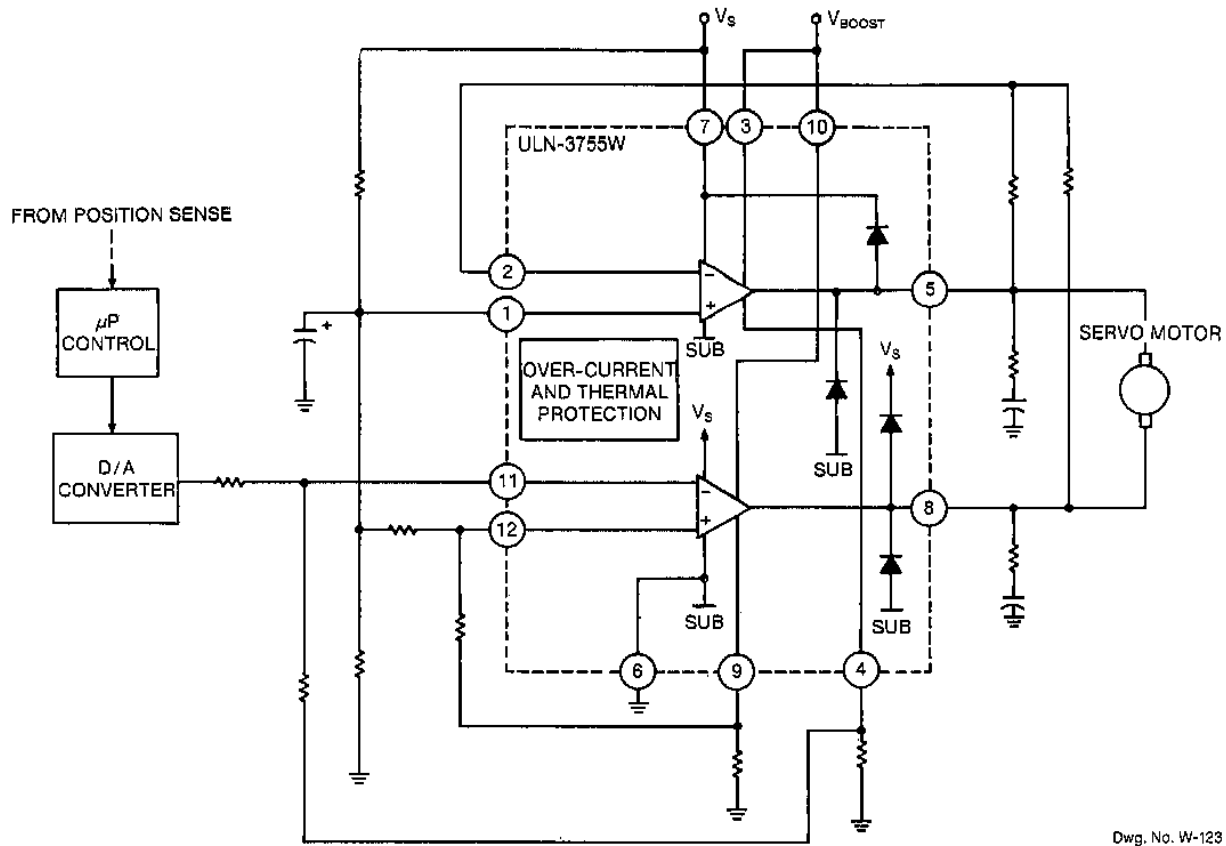 V_S
V_BOOST
7
3
10
ULN-3755W
FROM POSITION SENSE
2
−
5
1
+
+
µP
CONTROL
SUB
SERVO MOTOR
V_S
OVER-CURRENT
AND THERMAL
PROTECTION
V_S
SUB
D/A
CONVERTER
11
−
8
12
+
SUB
SUB
6
9
4
Dwg. No. W-123